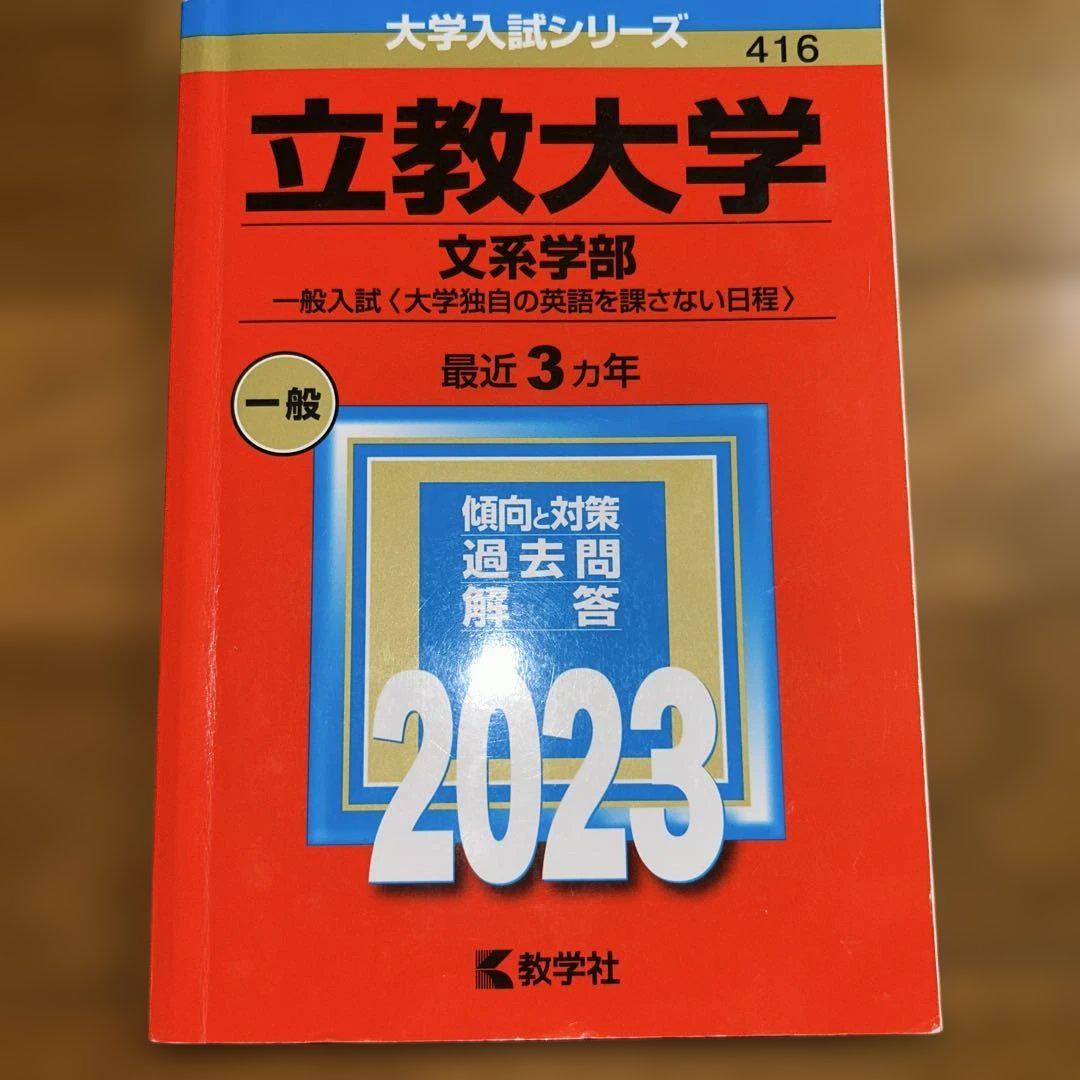 大学入試シリーズ
416
立教大学
文系学部
一般入試〈大学独自の英語を課さない日程〉
最近3カ年
一般
傾向と対策
過去問
解答
2023
教学社